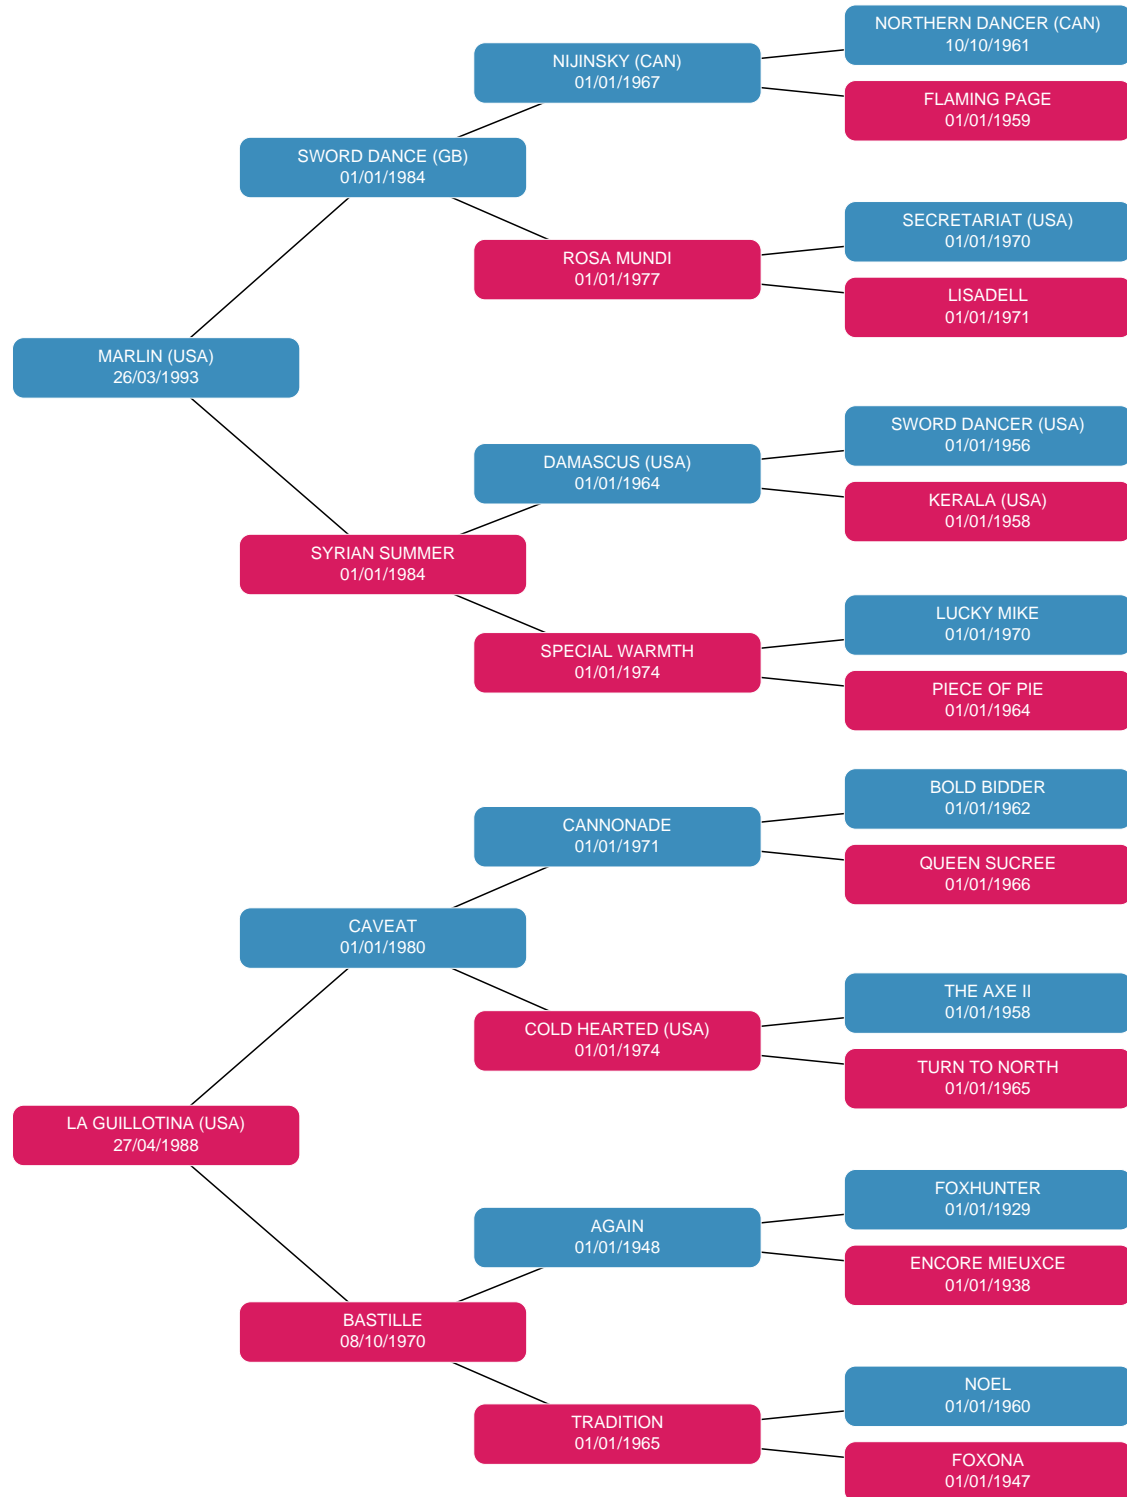 NORTHERN DANCER (CAN)
10/10/1961
NIJINSKY (CAN)
01/01/1967
FLAMING PAGE
01/01/1959
SWORD DANCE (GB)
01/01/1984
SECRETARIAT (USA)
01/01/1970
ROSA MUNDI
01/01/1977
LISADELL
01/01/1971
MARLIN (USA)
26/03/1993
SWORD DANCER (USA)
01/01/1956
DAMASCUS (USA)
01/01/1964
KERALA (USA)
01/01/1958
SYRIAN SUMMER
01/01/1984
LUCKY MIKE
01/01/1970
SPECIAL WARMTH
01/01/1974
PIECE OF PIE
01/01/1964
BOLD BIDDER
01/01/1962
CANNONADE
01/01/1971
QUEEN SUCREE
01/01/1966
CAVEAT
01/01/1980
THE AXE II
01/01/1958
COLD HEARTED (USA)
01/01/1974
TURN TO NORTH
01/01/1965
LA GUILLOTINA (USA)
27/04/1988
FOXHUNTER
01/01/1929
AGAIN
01/01/1948
ENCORE MIEUXCE
01/01/1938
BASTILLE
08/10/1970
NOEL
01/01/1960
TRADITION
01/01/1965
FOXONA
01/01/1947